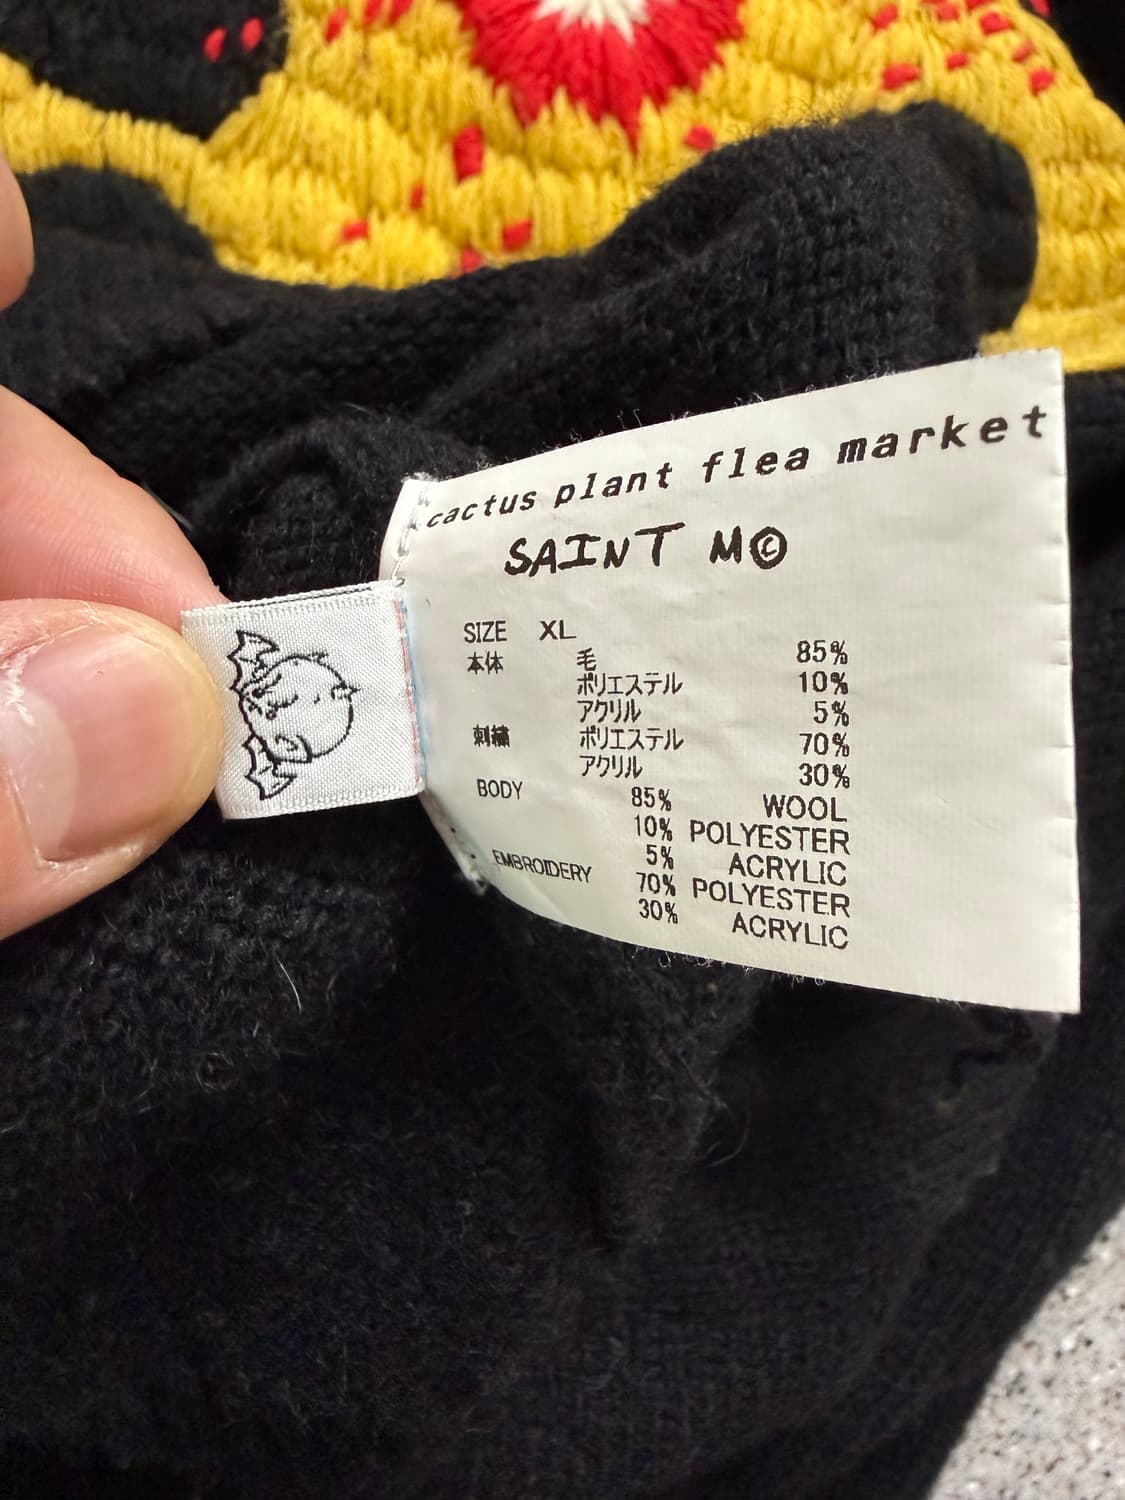 cactus plant flea market
SAINT M©
SIZE XL
本体 毛 85%
ポリエステル 10%
アクリル 5%
刺繍 ポリエステル 70%
アクリル 30%
BODY 85% WOOL
10% POLYESTER
5% ACRYLIC
EMBROIDERY 70% POLYESTER
30% ACRYLIC